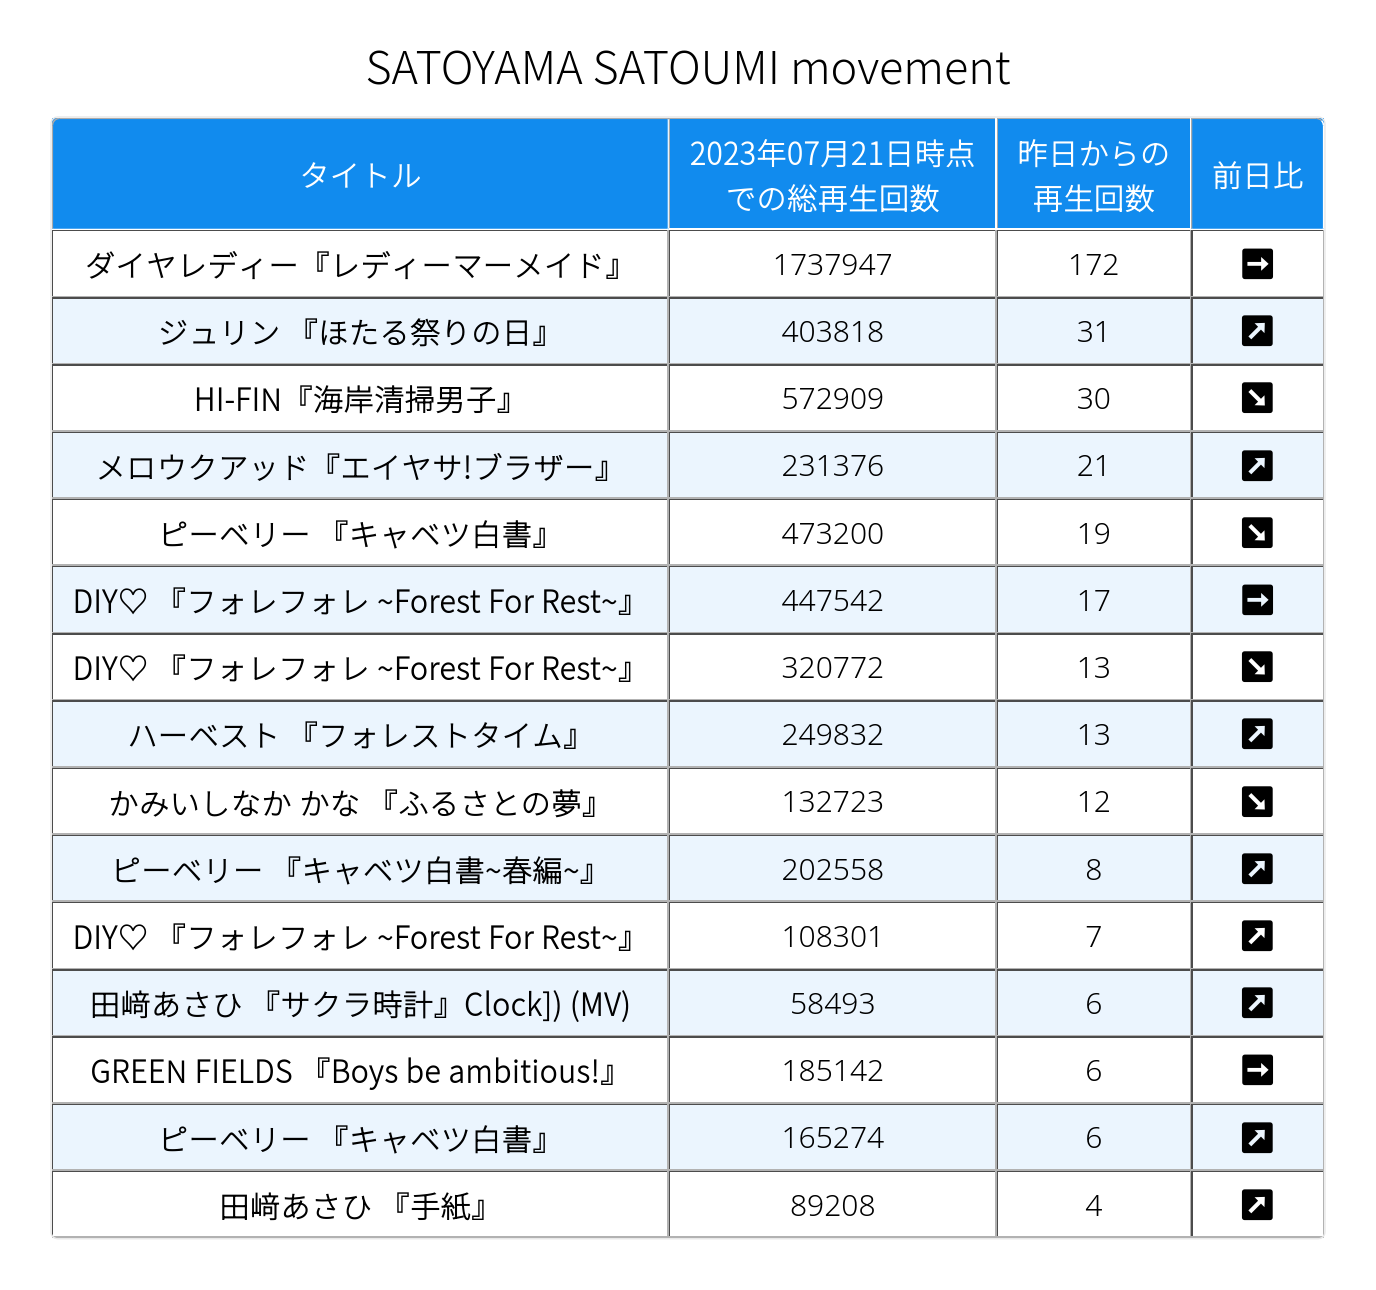 SATOYAMA SATOUMI movement
タイトル 2023年07月21日時点での総再生回数 昨日からの再生回数 前日比
ダイヤレディー『レディーマーメイド』 1737947 172 ➡
ジュリン 『ほたる祭りの日』 403818 31 ↗
HI-FIN『海岸清掃男子』 572909 30 ↘
メロウクアッド『エイヤサ!ブラザー』 231376 21 ↗
ピーベリー 『キャベツ白書』 473200 19 ↘
DIY♡ 『フォレフォレ ~Forest For Rest~』 447542 17 ➡
DIY♡ 『フォレフォレ ~Forest For Rest~』 320772 13 ↘
ハーベスト 『フォレストタイム』 249832 13 ↗
かみいしなか かな 『ふるさとの夢』 132723 12 ↘
ピーベリー 『キャベツ白書~春編~』 202558 8 ↗
DIY♡ 『フォレフォレ ~Forest For Rest~』 108301 7 ↗
田﨑あさひ 『サクラ時計』Clock]) (MV) 58493 6 ↗
GREEN FIELDS 『Boys be ambitious!』 185142 6 ➡
ピーベリー 『キャベツ白書』 165274 6 ↗
田﨑あさひ 『手紙』 89208 4 ↗